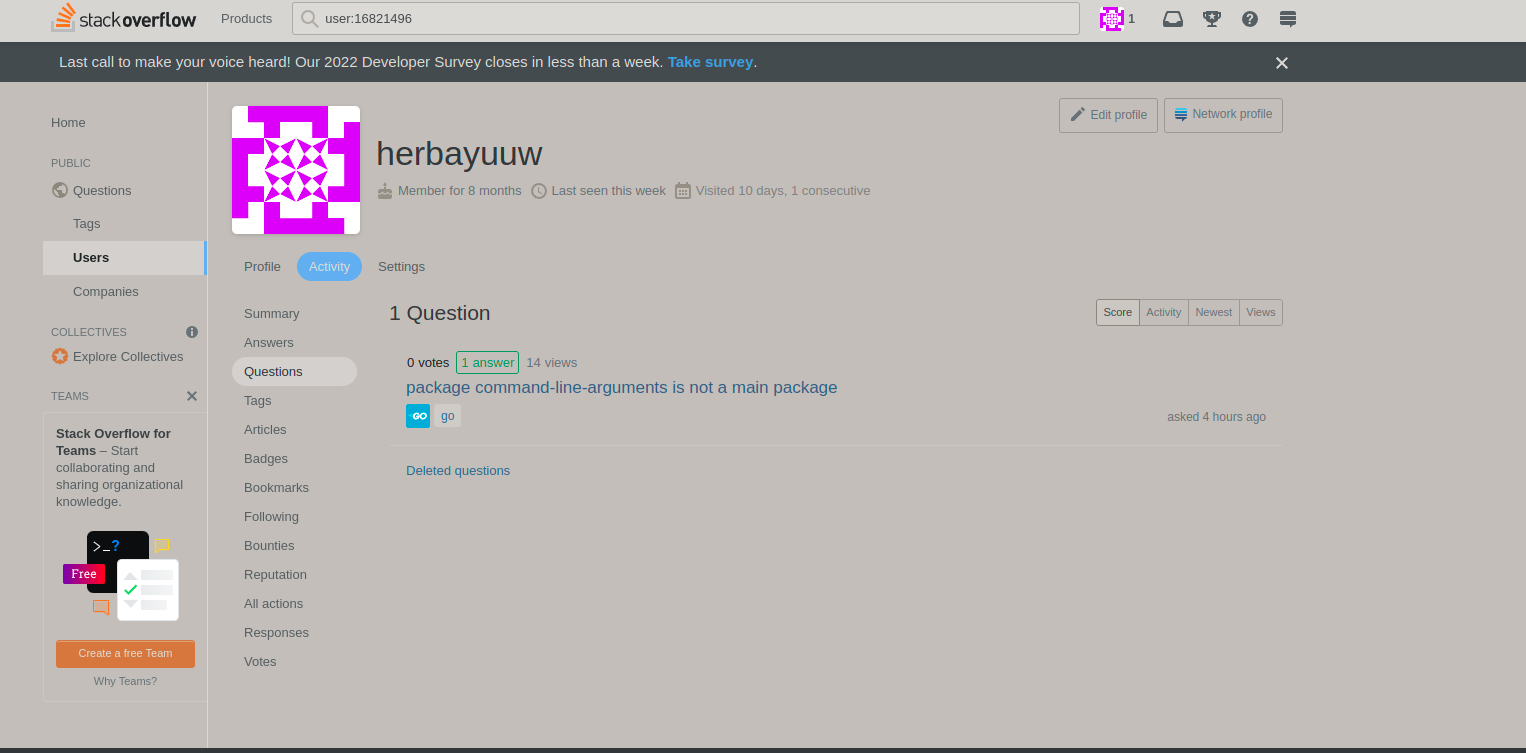 stack overflow
Products
user:16821496
1
Last call to make your voice heard! Our 2022 Developer Survey closes in less than a week. Take survey.
Home
PUBLIC
Questions
Tags
Users
Companies
COLLECTIVES
Explore Collectives
TEAMS
Stack Overflow for
Teams – Start
collaborating and
sharing organizational
knowledge.
>_?
Free
Create a free Team
Why Teams?
Edit profile
Network profile
herbayuuw
Member for 8 months
Last seen this week
Visited 10 days, 1 consecutive
Profile
Activity
Settings
Summary
Answers
Questions
Tags
Articles
Badges
Bookmarks
Following
Bounties
Reputation
All actions
Responses
Votes
1 Question
Score
Activity
Newest
Views
0 votes
1 answer
14 views
package command-line-arguments is not a main package
GO
go
asked 4 hours ago
Deleted questions